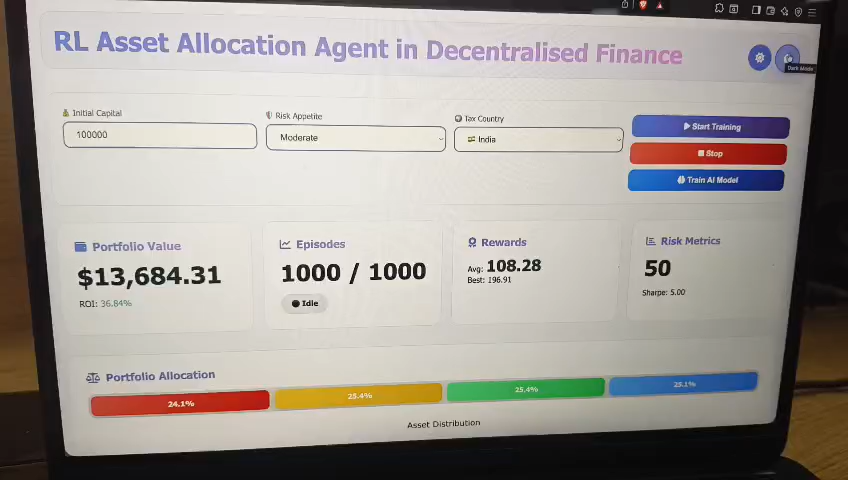 RL Asset Allocation Agent in Decentralised Finance
Dark Mode
Initial Capital
Risk Appetite
Tax Country
100000
Moderate
India
Start Training
Stop
Train AI Model
Portfolio Value
$13,684.31
ROI: 36.84%
Episodes
1000 / 1000
Idle
Rewards
Avg: 108.28
Best: 196.91
Risk Metrics
50
Sharpe: 5.00
Portfolio Allocation
24.1%
25.4%
25.4%
25.1%
Asset Distribution